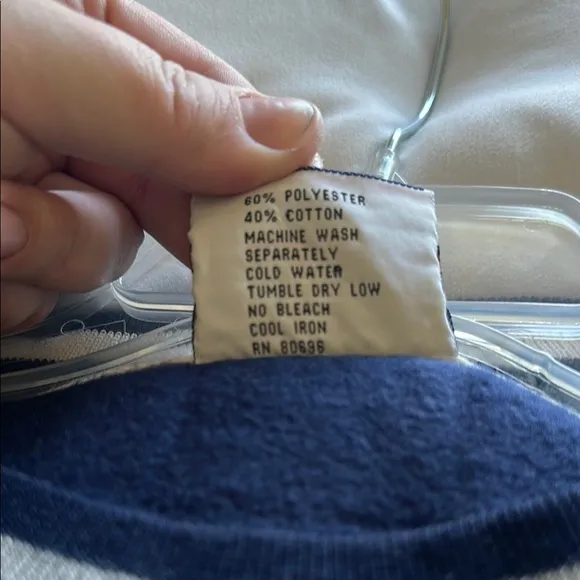 60% POLYESTER
40% COTTON
MACHINE WASH
SEPARATELY
COLD WATER
TUMBLE DRY LOW
NO BLEACH
COOL IRON
RN 80696